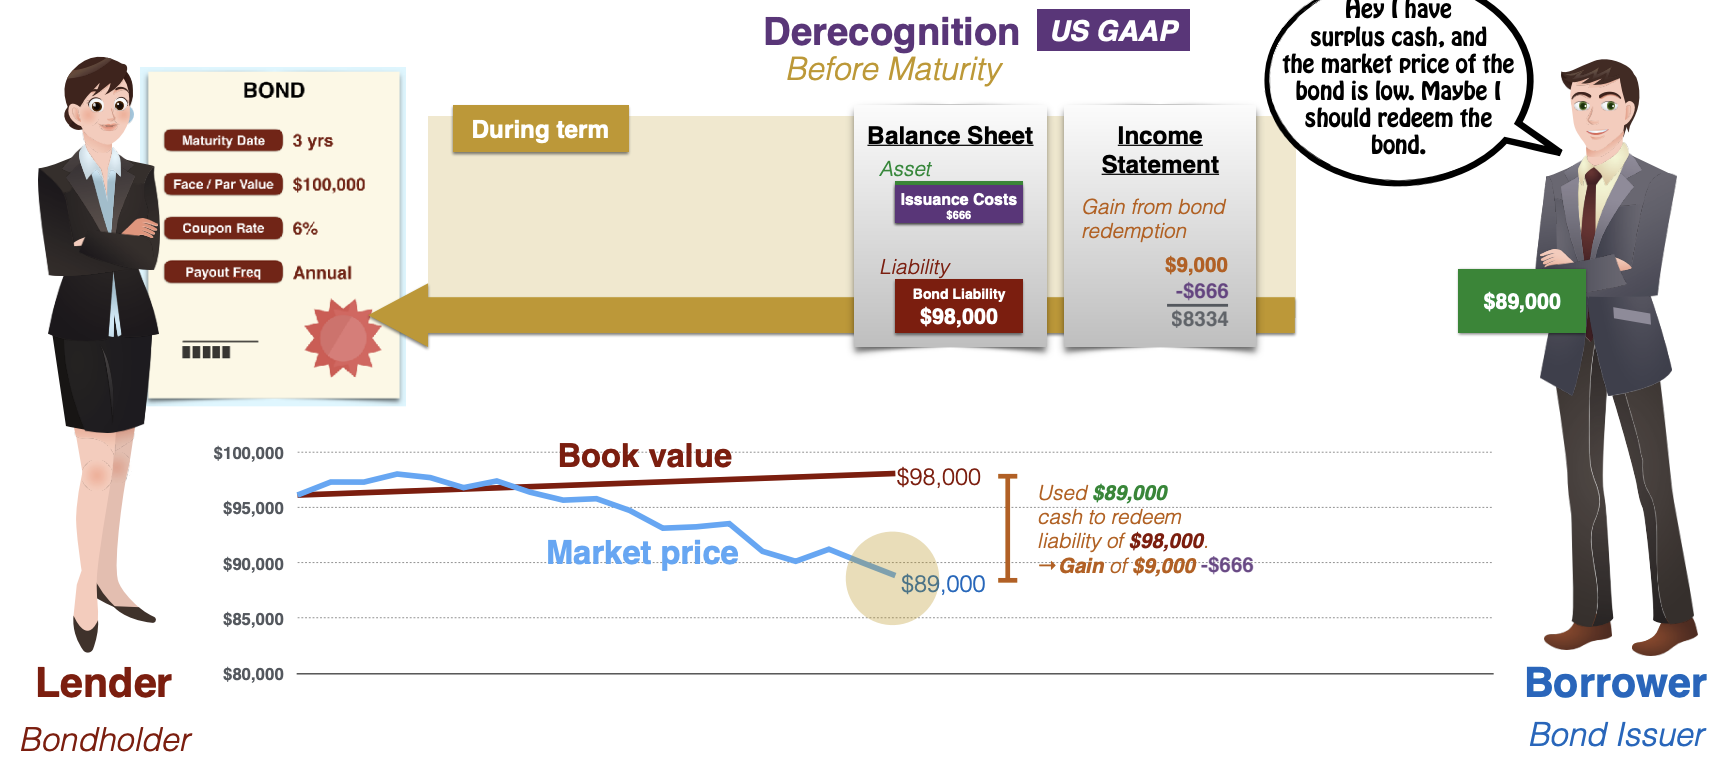 Derecognition US GAAP
Before Maturity
Hey I have
surplus cash, and
the market price of the
bond is low. Maybe I
should redeem the
bond.
BOND
Maturity Date 3 yrs
Face / Par Value $100,000
Coupon Rate 6%
Payout Freq Annual
During term
Balance Sheet
Asset
Issuance Costs
$666
Liability
Bond Liability
$98,000
Income
Statement
Gain from bond
redemption
$9,000
-$666
$8334
$89,000
$100,000
$95,000
$90,000
$85,000
$80,000
Book value
$98,000
Market price
$89,000
Used $89,000
cash to redeem
liability of $98,000.
→Gain of $9,000 -$666
Lender
Bondholder
Borrower
Bond Issuer